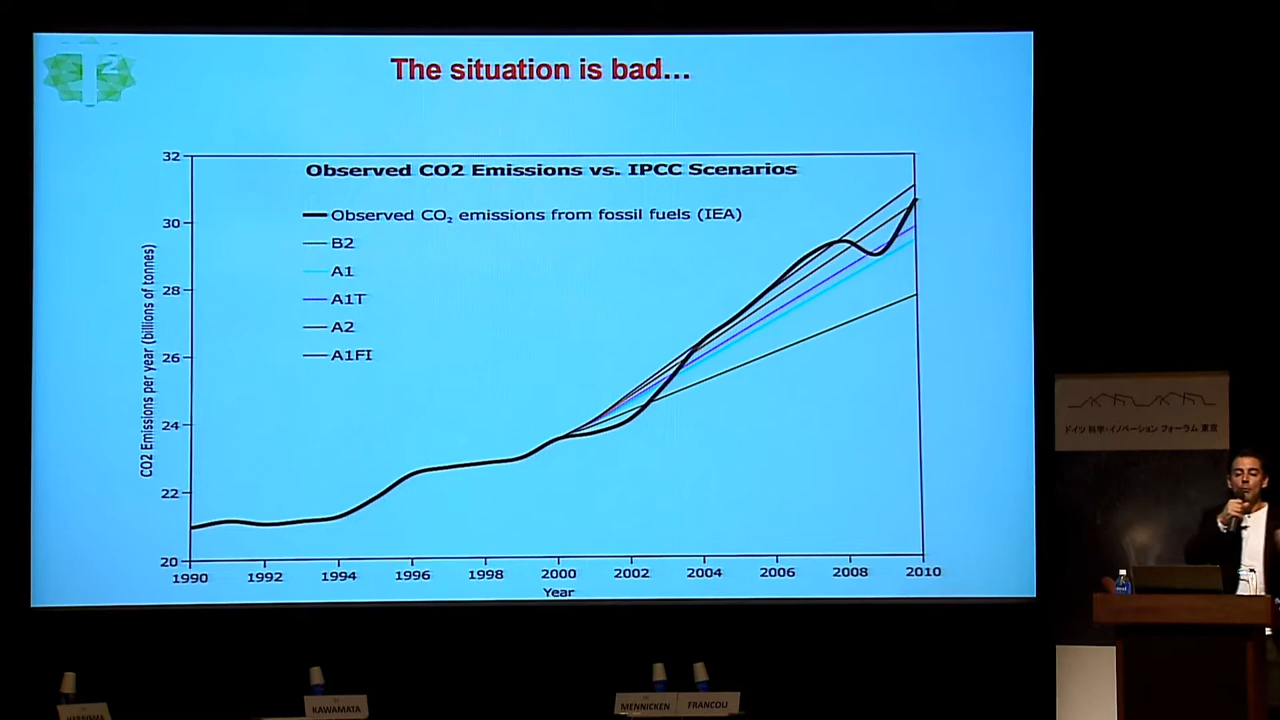 T²
The situation is bad...
Observed CO2 Emissions vs. IPCC Scenarios
Observed CO₂ emissions from fossil fuels (IEA)
B2
A1
A1T
A2
A1FI
CO2 Emissions per year (billions of tonnes)
32
30
28
26
24
22
20
1990 1992 1994 1996 1998 2000 2002 2004 2006 2008 2010
Year
ドイツ 科学・イノベーション フォーラム 東京
KAWAMATA
MENNICKEN
FRANCOU